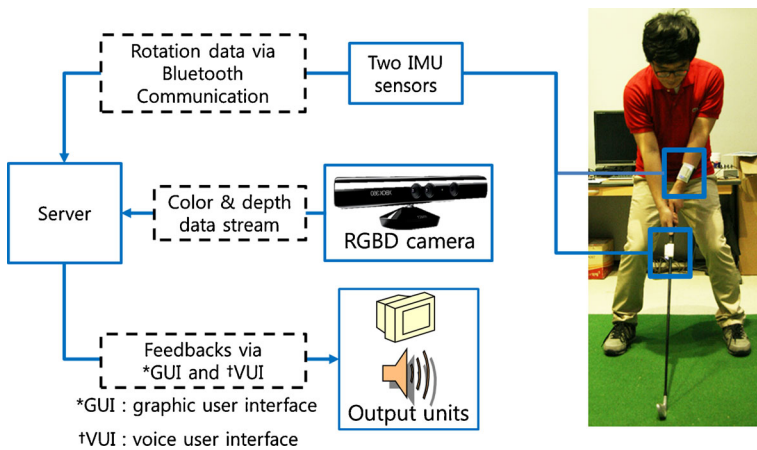 Rotation data via
Bluetooth
Communication
Two IMU
sensors
Server
Color & depth
data stream
RGBD camera
Feedbacks via
*GUI and †VUI
Output units
*GUI : graphic user interface
†VUI : voice user interface